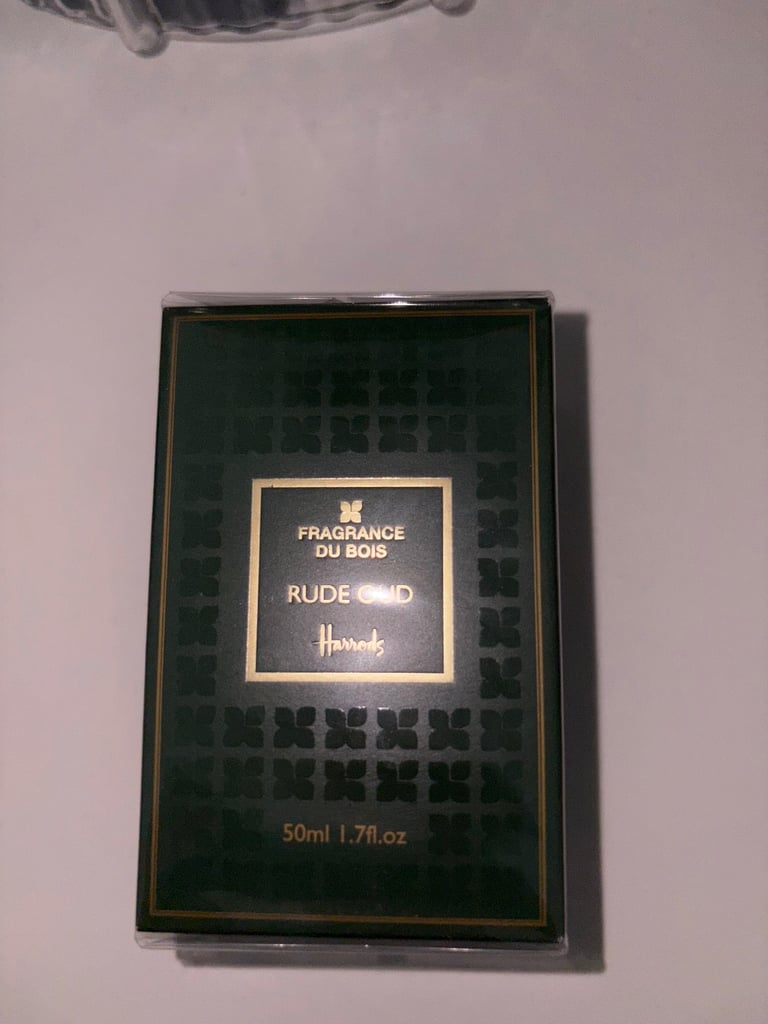 FRAGRANCE
DU BOIS
RUDE OUD
Harrods
50ml 1.7fl.oz